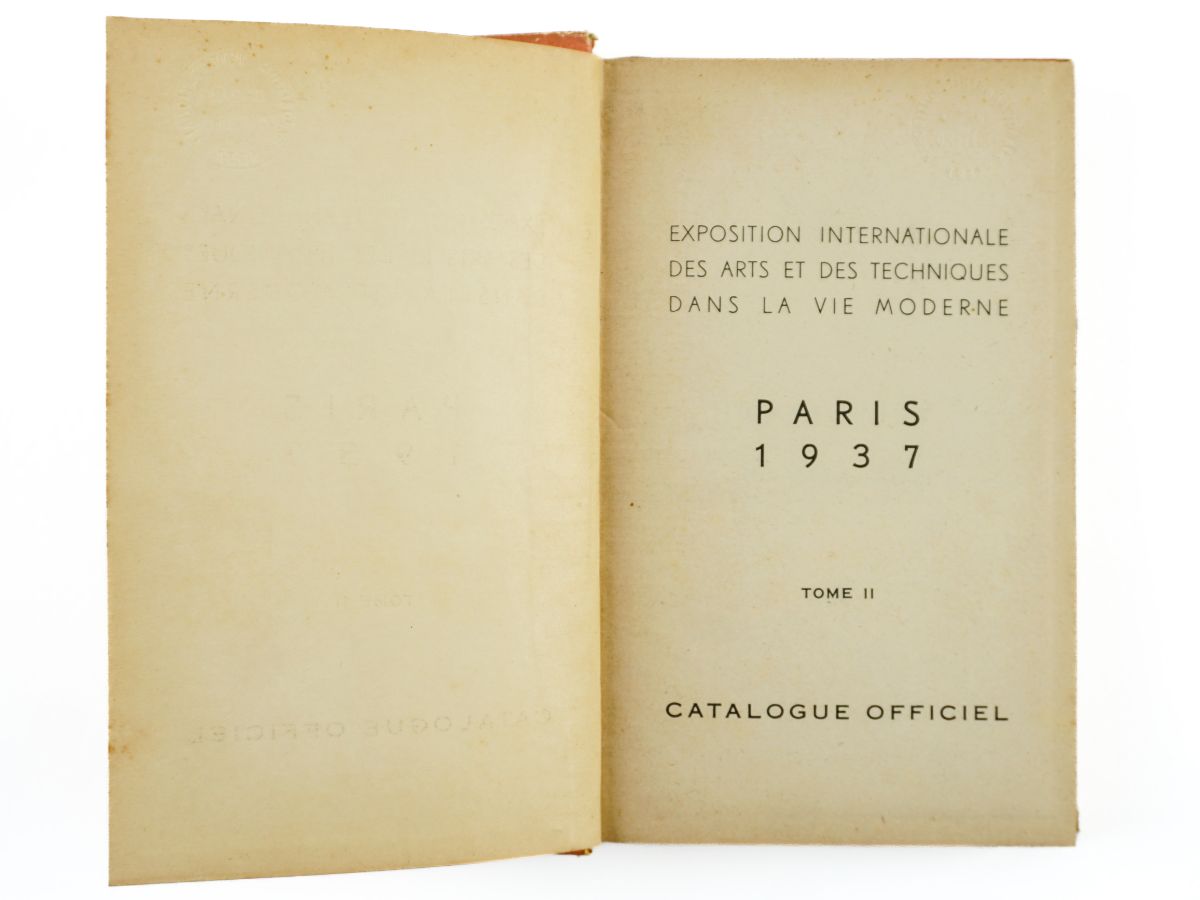 EXPOSITION INTERNATIONALE
DES ARTS ET DES TECHNIQUES
DANS LA VIE MODERNE
PARIS
1937
TOME II
CATALOGUE OFFICIEL